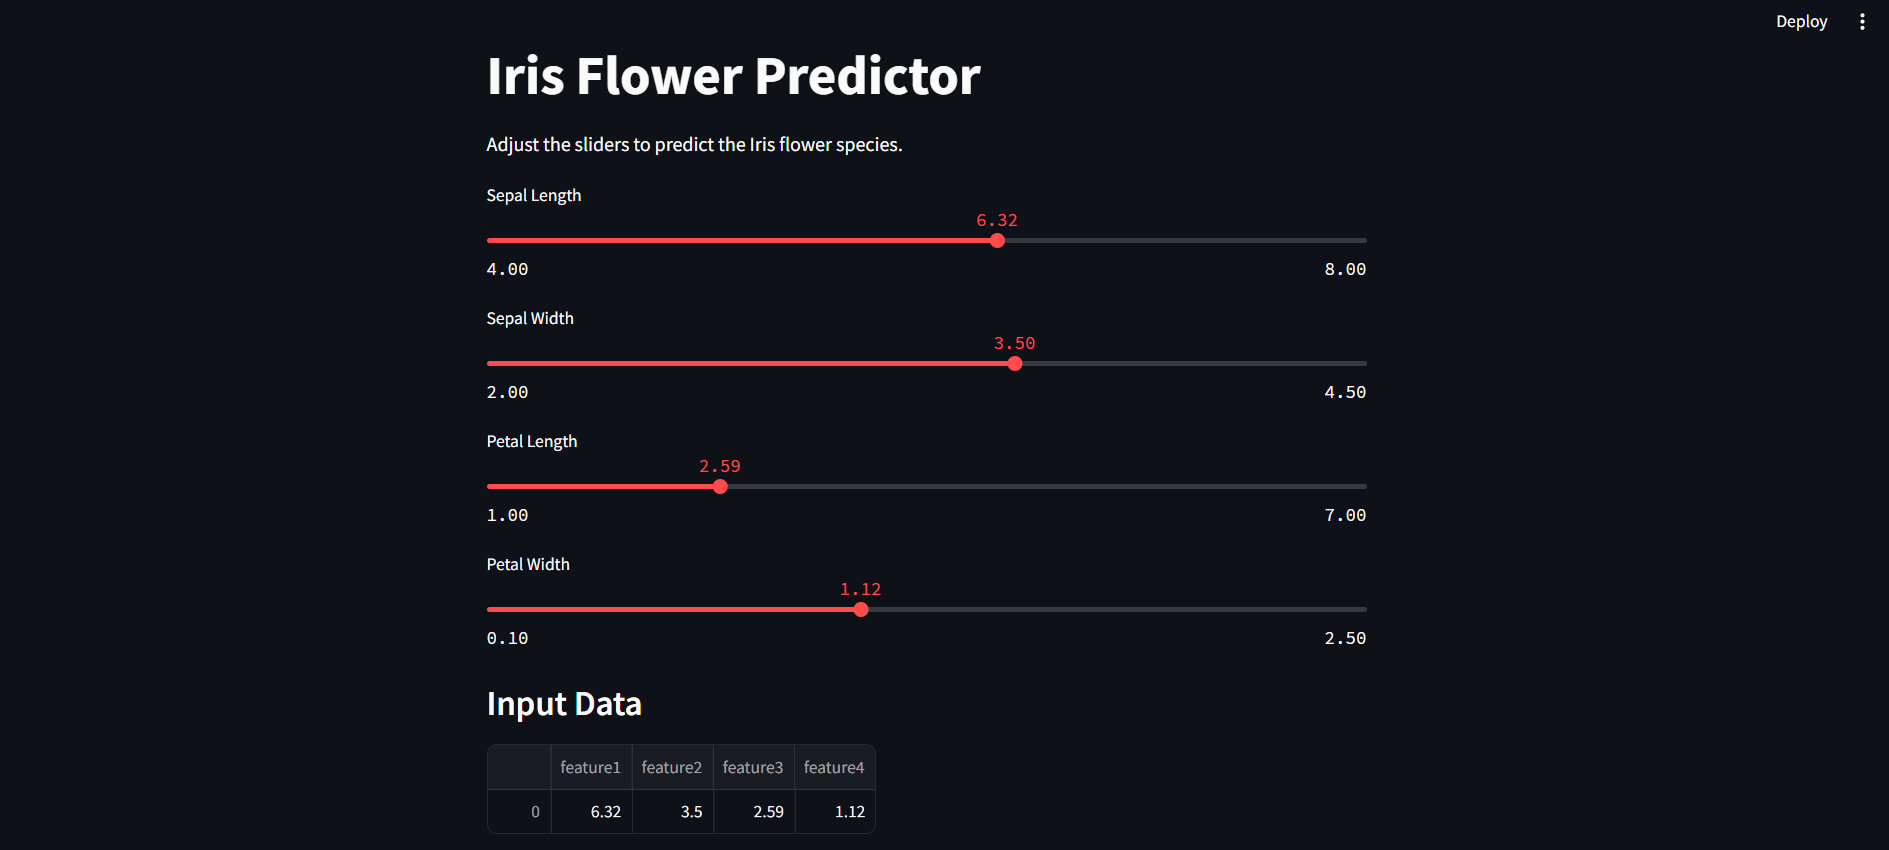 Deploy
Iris Flower Predictor
Adjust the sliders to predict the Iris flower species.
Sepal Length
6.32
4.00 8.00
Sepal Width
3.50
2.00 4.50
Petal Length
2.59
1.00 7.00
Petal Width
1.12
0.10 2.50
Input Data
feature1 feature2 feature3 feature4
0 6.32 3.5 2.59 1.12